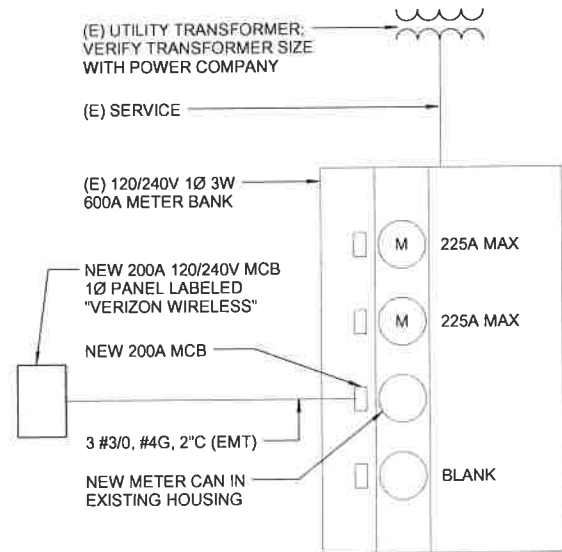 (E) UTILITY TRANSFORMER;
VERIFY TRANSFORMER SIZE
WITH POWER COMPANY
(E) SERVICE
(E) 120/240V 1Ø 3W
600A METER BANK
M
225A MAX
NEW 200A 120/240V MCB
1Ø PANEL LABELED
"VERIZON WIRELESS"
M
225A MAX
NEW 200A MCB
3 #3/0, #4G, 2"C (EMT)
NEW METER CAN IN
EXISTING HOUSING
BLANK